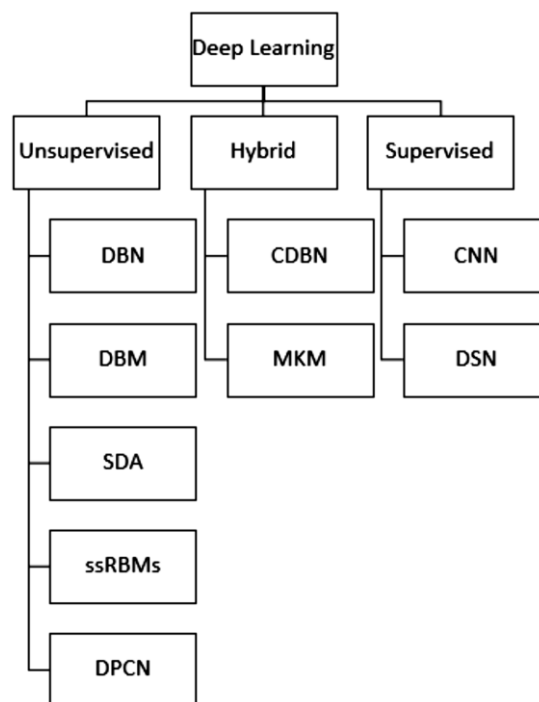 Deep Learning
Unsupervised
Hybrid
Supervised
DBN
CDBN
CNN
DBM
MKM
DSN
SDA
ssRBMs
DPCN